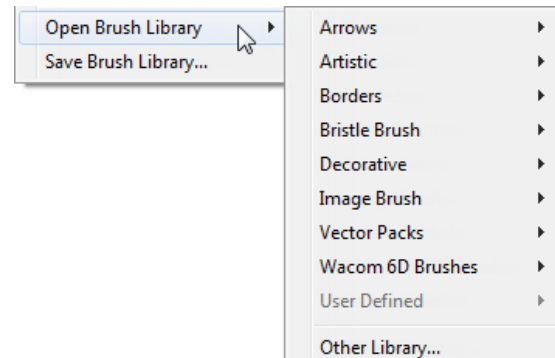 Open Brush Library
Save Brush Library...
Arrows
Artistic
Borders
Bristle Brush
Decorative
Image Brush
Vector Packs
Wacom 6D Brushes
User Defined
Other Library...